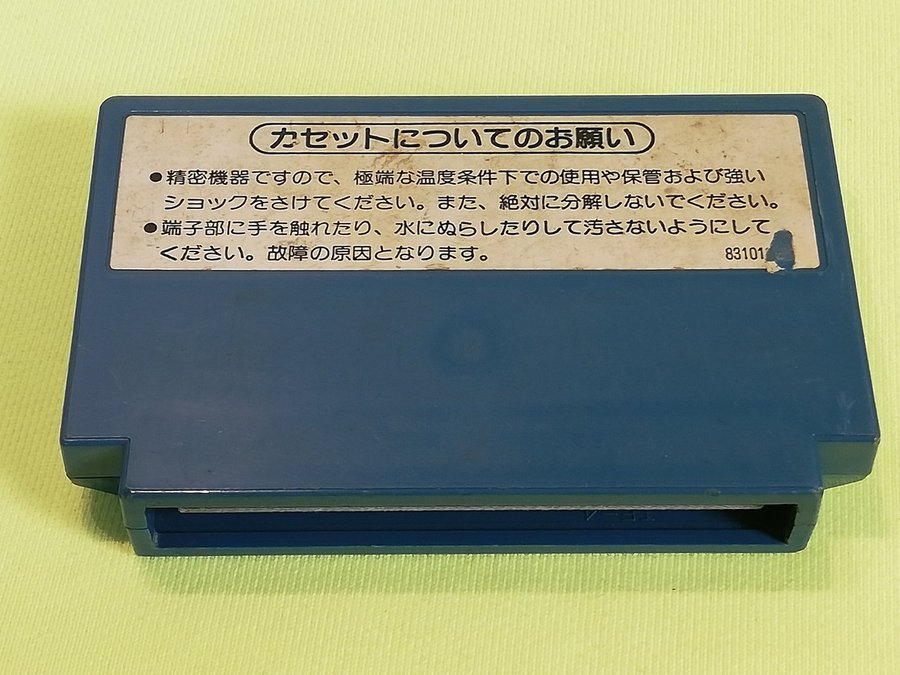 カセットについてのお願い
●精密機器ですので、極端な温度条件下での使用や保管および強い
ショックをさけてください。また、絶対に分解しないでください。
●端子部に手を触れたり、水にぬらしたりして汚さないようにして
ください。故障の原因となります。